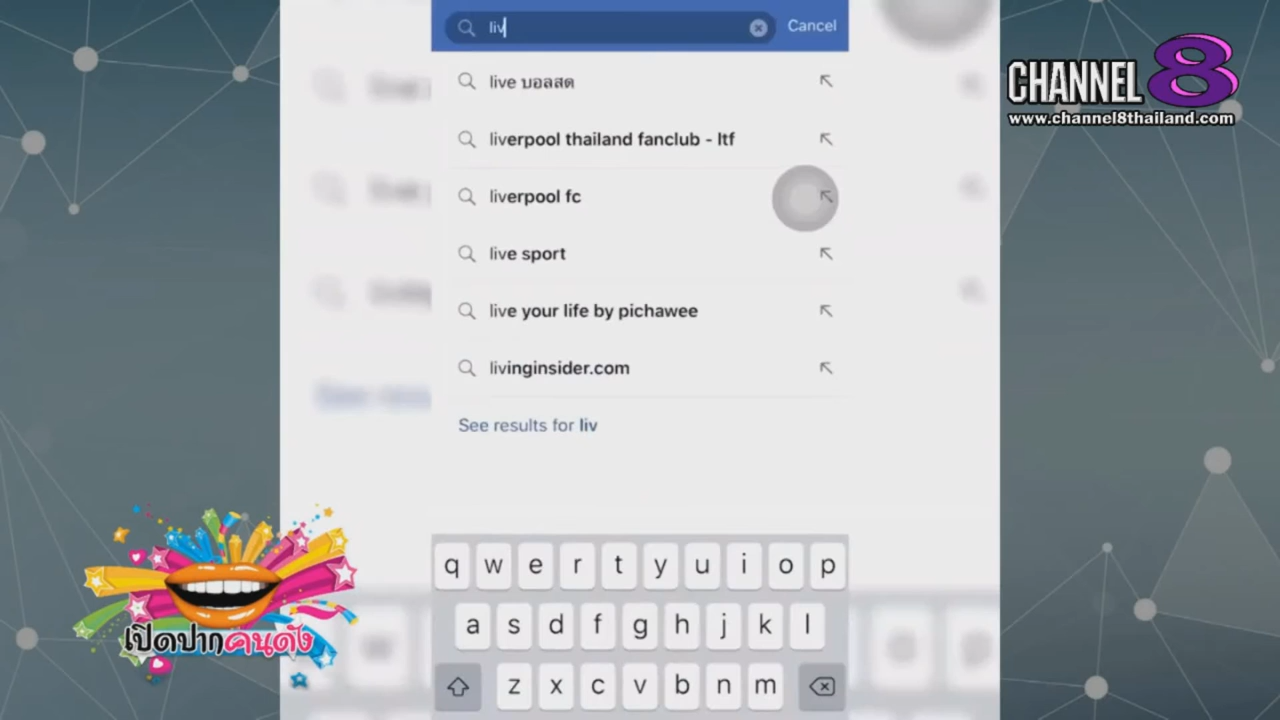 liv
Cancel
CHANNEL 8
www.channel8thailand.com
live บอลสด
liverpool thailand fanclub - ltf
liverpool fc
live sport
live your life by pichawee
livinginsider.com
See results for liv
q w e r t y u i o p
a s d f g h j k l
z x c v b n m
เปิดปากคนดัง